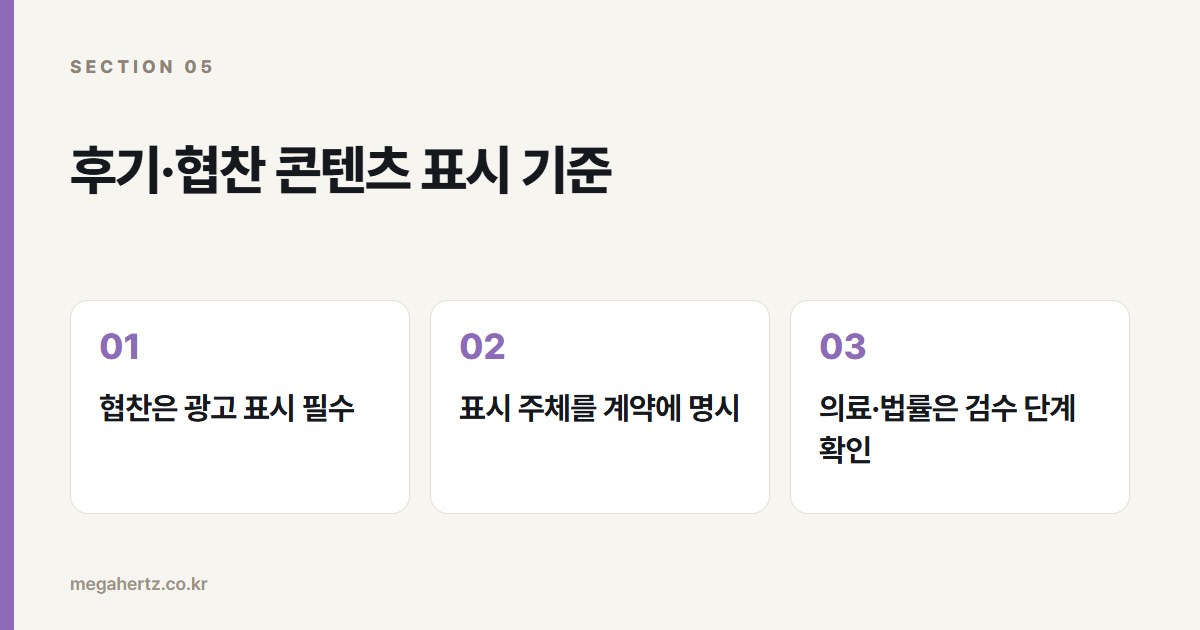 SECTION 05
후기·협찬 콘텐츠 표시 기준
01
협찬은 광고 표시 필수
02
표시 주체를 계약에 명시
03
의료·법률은 검수 단계
확인
megahertz.co.kr